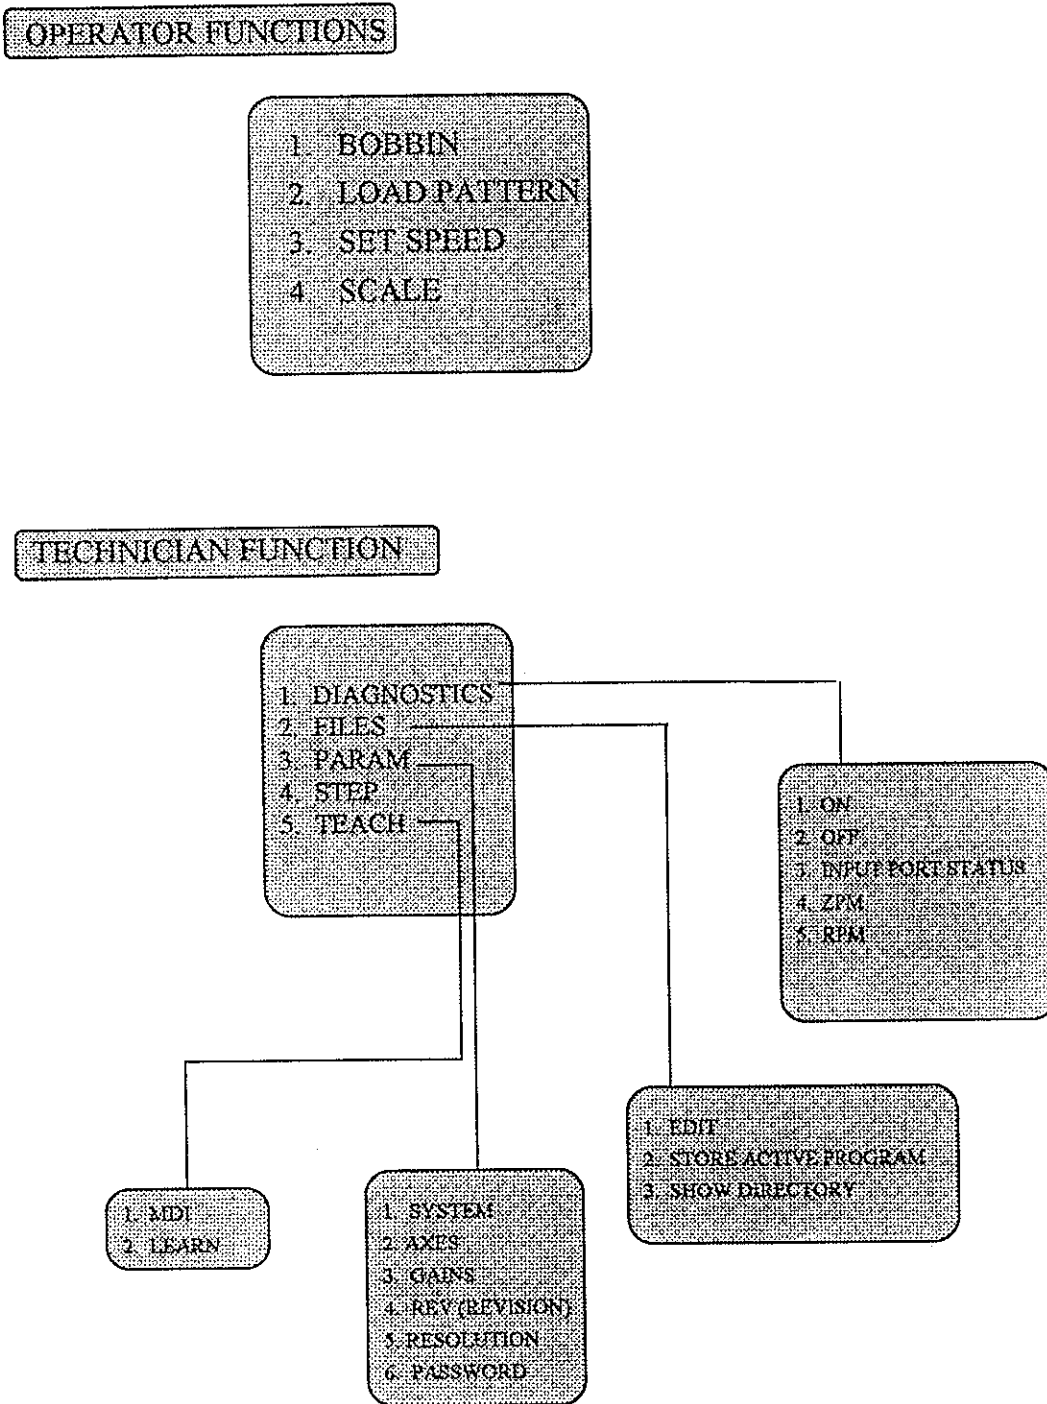 OPERATOR FUNCTIONS
1. BOBBIN
2. LOAD PATTERN
3. SET SPEED
4. SCALE
TECHNICIAN FUNCTION
1. DIAGNOSTICS
2. FILES
3. PARAM
4. STEP
5. TEACH
1. ON
2. OFF
3. INPUT PORT STATUS
4. ZPM
5. RPM
1. EDIT
2. STORE ACTIVE PROGRAM
3. SHOW DIRECTORY
1. MDI
2. LEARN
1. SYSTEM
2. AXES
3. GAINS
4. REV (REVISION)
5. RESOLUTION
6. PASSWORD